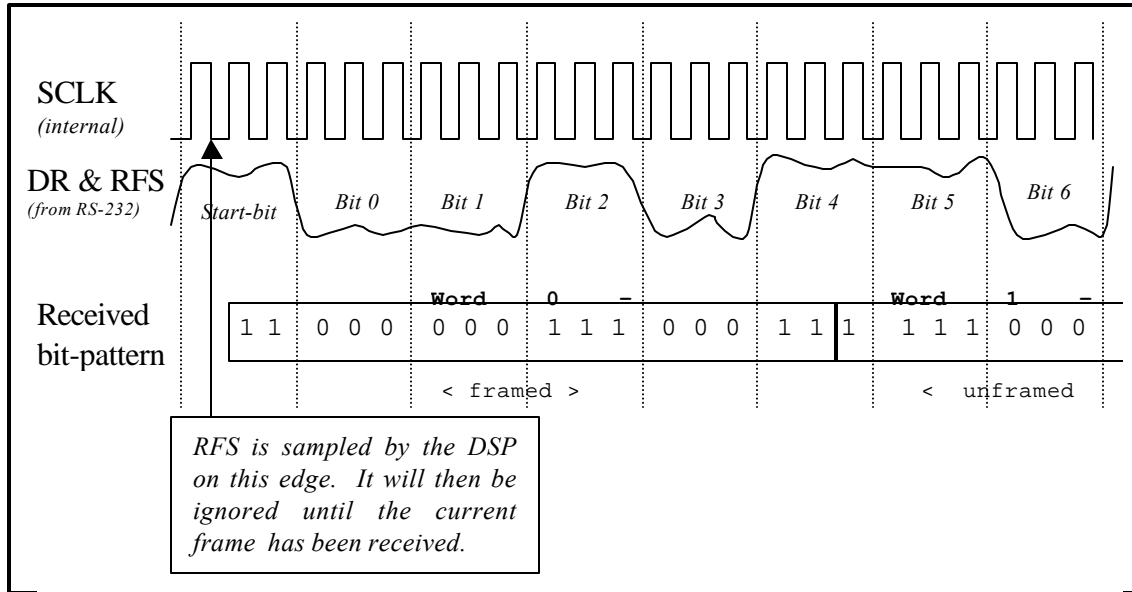 SCLK
(internal)
DR & RFS
(from RS-232)
Start-bit
Bit 0
Bit 1
Bit 2
Bit 3
Bit 4
Bit 5
Bit 6
Word 0 –
Word 1 –
Received
bit-pattern
1 1 0 0 0 0 0 0 1 1 1 0 0 0 1 1 1 1 1 1 0 0 0
< framed >
< unframed
RFS is sampled by the DSP
on this edge. It will then be
ignored until the current
frame has been received.